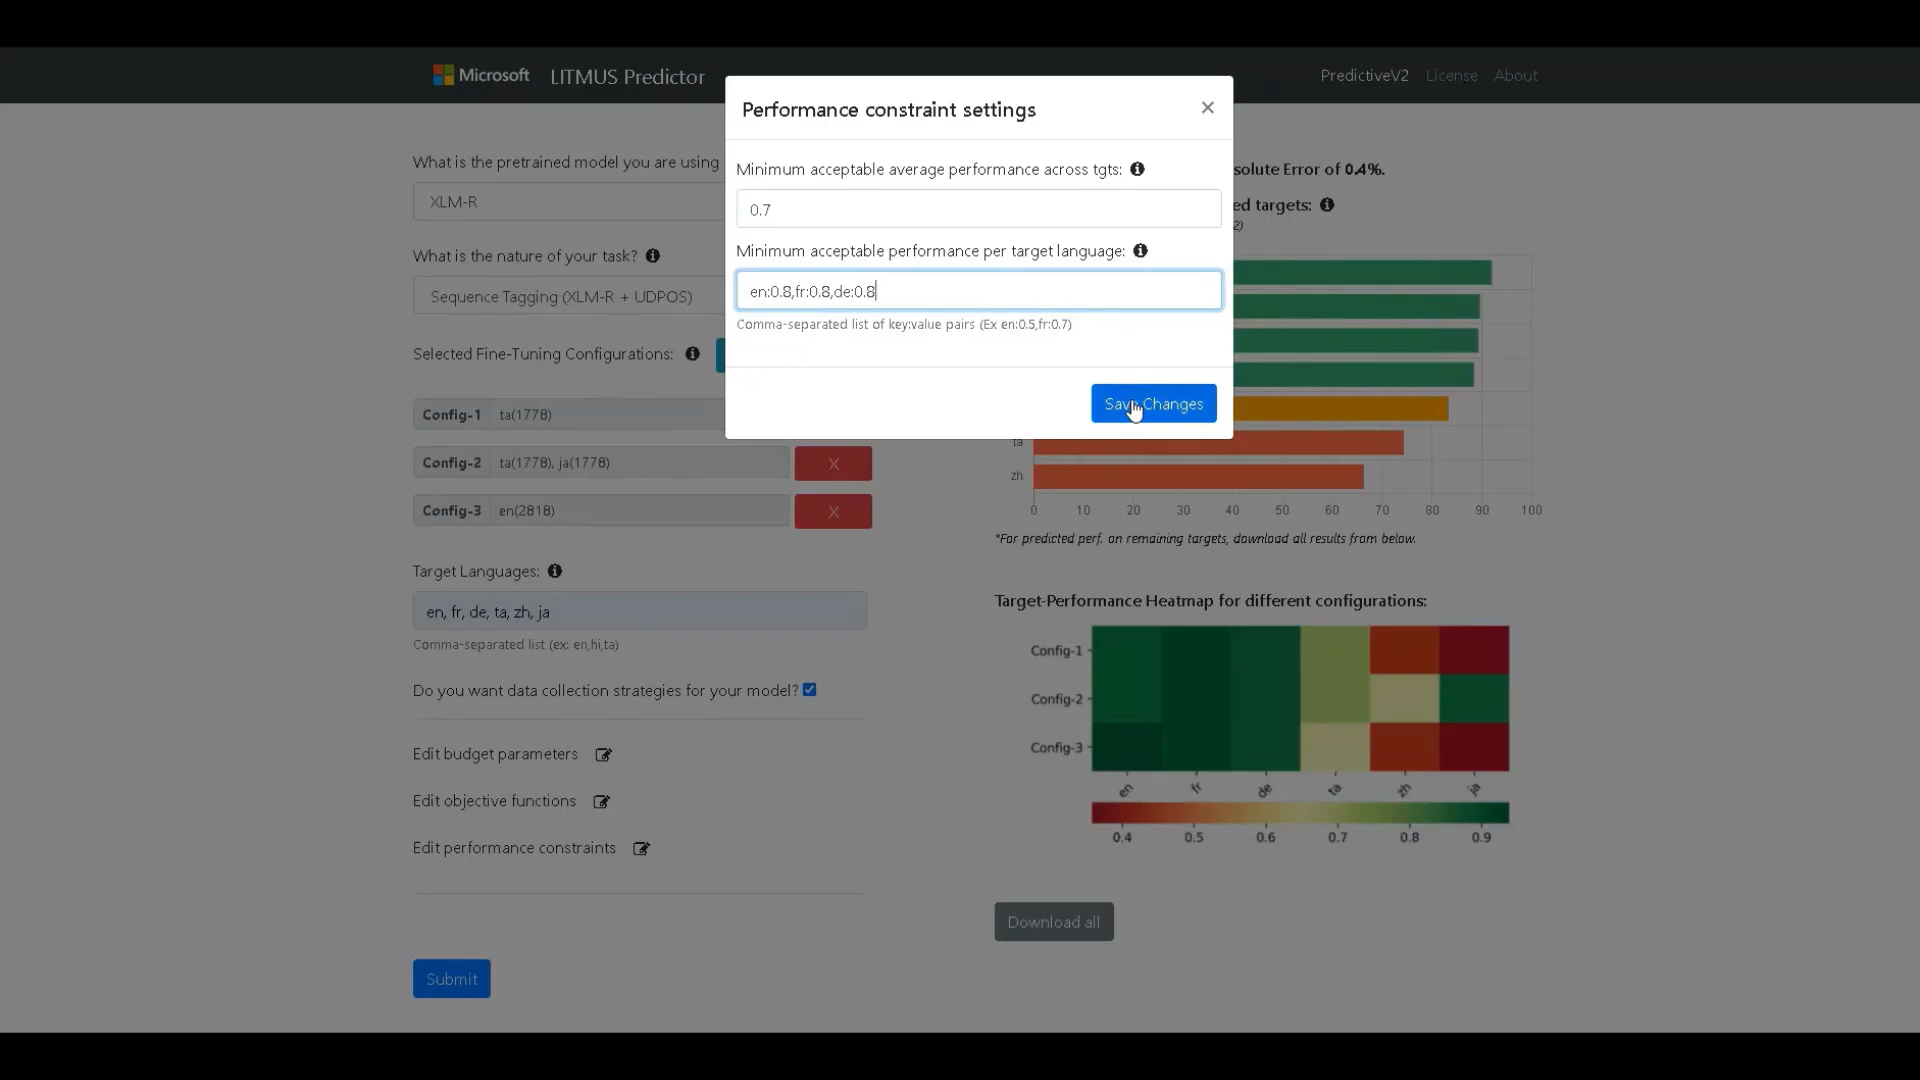 Microsoft LITMUS Predictor
PredictiveV2 License About
Performance constraint settings
×
Minimum acceptable average performance across tgts:
0.7
Minimum acceptable performance per target language:
en:0.8,fr:0.8,de:0.8
Comma-separated list of key:value pairs (Ex en:0.5,fr:0.7)
Save Changes
What is the pretrained model you are using
XLM-R
What is the nature of your task?
Sequence Tagging (XLM-R + UDPOS)
Selected Fine-Tuning Configurations:
Config-1 ta(1778)
Config-2 ta(1778), ja(1778) X
Config-3 en(2818) X
Target Languages:
en, fr, de, ta, zh, ja
Comma-separated list (ex: en,hi,ta)
Do you want data collection strategies for your model?
Edit budget parameters
Edit objective functions
Edit performance constraints
Submit
solute Error of 0.4%.
ed targets:
2)
ta
zh
0 10 20 30 40 50 60 70 80 90 100
*For predicted perf. on remaining targets, download all results from below.
Target-Performance Heatmap for different configurations:
Config-1
Config-2
Config-3
en fr de ta zh ja
0.4 0.5 0.6 0.7 0.8 0.9
Download all